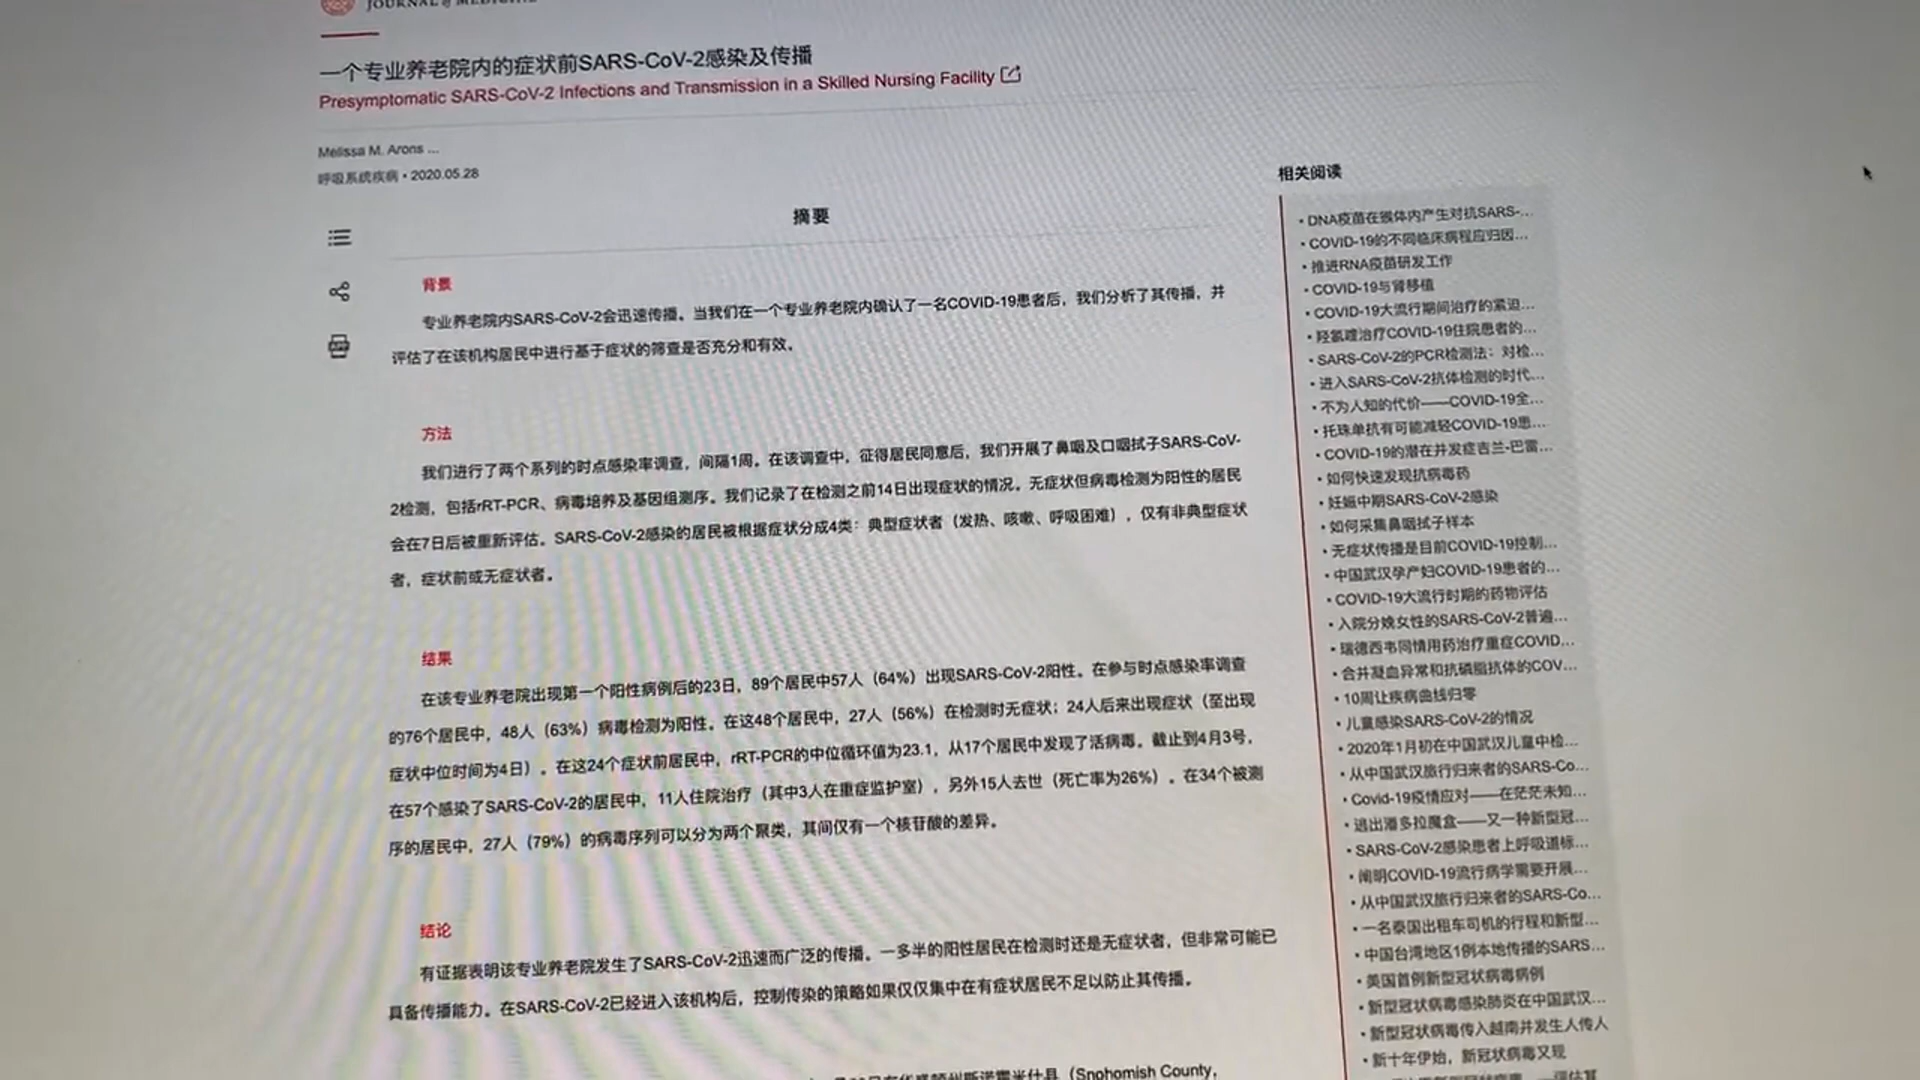 JOURNAL of MEDICINE
一个专业养老院内的症状前SARS-CoV-2感染及传播
Presymptomatic SARS-CoV-2 Infections and Transmission in a Skilled Nursing Facility
Melissa M. Arons ...
呼吸系统疾病 • 2020.05.28
摘要
背景
专业养老院内SARS-CoV-2会迅速传播。当我们在一个专业养老院内确认了一名COVID-19患者后，我们分析了其传播，并
评估了在该机构居民中进行基于症状的筛查是否充分和有效。
方法
我们进行了两个系列的时点感染率调查，间隔1周。在该调查中，征得居民同意后，我们开展了鼻咽及口咽拭子SARS-CoV-
2检测，包括rRT-PCR、病毒培养及基因组测序。我们记录了在检测之前14日出现症状的情况。无症状但病毒检测为阳性的居民
会在7日后被重新评估。SARS-CoV-2感染的居民被根据症状分成4类：典型症状者（发热、咳嗽、呼吸困难），仅有非典型症状
者，症状前或无症状者。
结果
在该专业养老院出现第一个阳性病例后的23日，89个居民中57人（64%）出现SARS-CoV-2阳性。在参与时点感染率调查
的76个居民中，48人（63%）病毒检测为阳性。在这48个居民中，27人（56%）在检测时无症状；24人后来出现症状（至出现
症状中位时间为4日）。在这24个症状前居民中，rRT-PCR的中位循环值为23.1，从17个居民中发现了活病毒。截止到4月3号，
在57个感染了SARS-CoV-2的居民中，11人住院治疗（其中3人在重症监护室），另外15人去世（死亡率为26%）。在34个被测
序的居民中，27人（79%）的病毒序列可以分为两个聚类，其间仅有一个核苷酸的差异。
结论
有证据表明该专业养老院发生了SARS-CoV-2迅速而广泛的传播。一多半的阳性居民在检测时还是无症状者，但非常可能已
具备传播能力。在SARS-CoV-2已经进入该机构后，控制传染的策略如果仅仅集中在有症状居民不足以防止其传播。
（Snohomish County,
相关阅读
• DNA疫苗在猴体内产生对抗SARS-...
• COVID-19的不同临床病程应归因...
• 推进RNA疫苗研发工作
• COVID-19与肾移植
• COVID-19大流行期间治疗的紧迫...
• 羟氯喹治疗COVID-19住院患者的...
• SARS-CoV-2的PCR检测法：对检...
• 进入SARS-CoV-2抗体检测的时代...
• 不为人知的代价——COVID-19全...
• 托珠单抗有可能减轻COVID-19患...
• COVID-19的潜在并发症吉兰-巴雷...
• 如何快速发现抗病毒药
• 妊娠中期SARS-CoV-2感染
• 如何采集鼻咽拭子样本
• 无症状传播是目前COVID-19控制...
• 中国武汉孕产妇COVID-19患者的...
• COVID-19大流行时期的药物评估
• 入院分娩女性的SARS-CoV-2普遍...
• 瑞德西韦同情用药治疗重症COVID...
• 合并凝血异常和抗磷脂抗体的COV...
• 10周让疾病曲线归零
• 儿童感染SARS-CoV-2的情况
• 2020年1月初在中国武汉儿童中检...
• 从中国武汉旅行归来者的SARS-Co...
• Covid-19疫情应对——在茫茫未知...
• 逃出潘多拉魔盒——又一种新型冠...
• SARS-CoV-2感染患者上呼吸道标...
• 阐明COVID-19流行病学需要开展...
• 从中国武汉旅行归来者的SARS-Co...
• 一名泰国出租车司机的行程和新型...
• 中国台湾地区1例本地传播的SARS...
• 美国首例新型冠状病毒病例
• 新型冠状病毒感染肺炎在中国武汉...
• 新型冠状病毒传入越南并发生人传人
• 新十年伊始，新冠状病毒又现